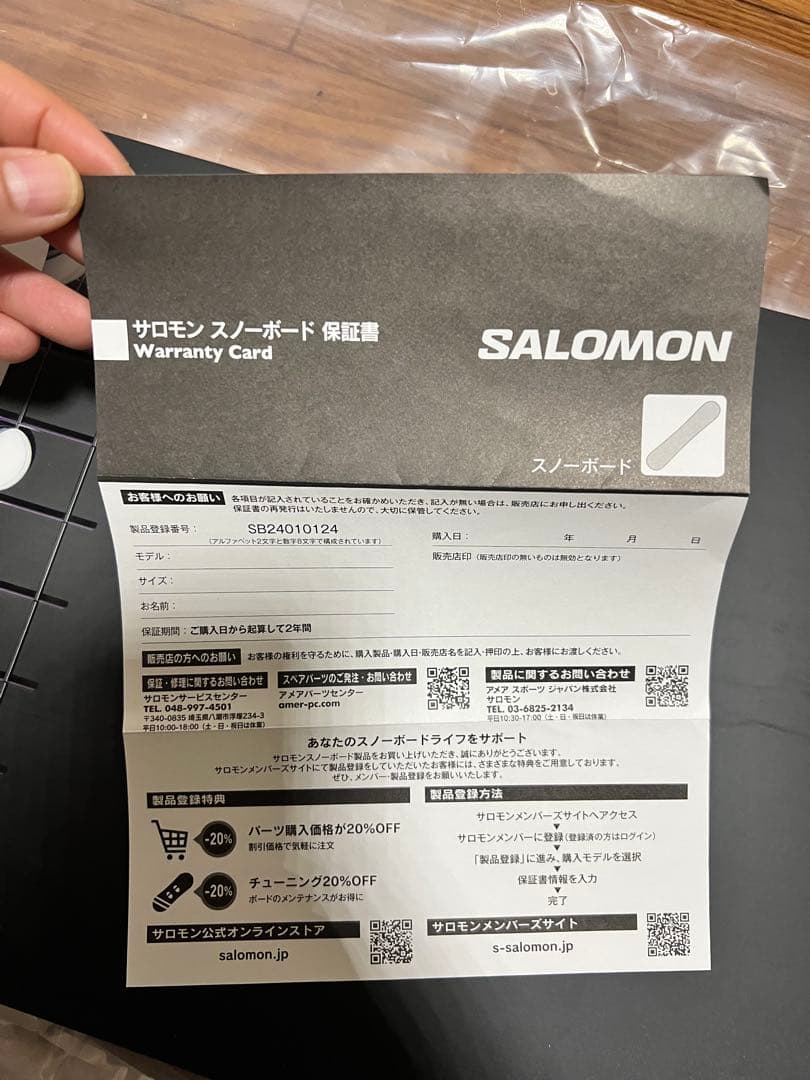 サロモン スノーボード 保証書
Warranty Card
SALOMON
スノーボード
お客様へのお願い 各項目が記入されていることをお確かめいただき、記入が無い場合は、販売店にお申し出ください。
保証書の再発行はいたしませんので、大切に保管してください。
製品登録番号： SB24010124
（アルファベット2文字と数字8文字で構成されています）
購入日： 年 月 日
モデル：
販売店印（販売店印の無いものは無効となります）
サイズ：
お名前：
保証期間：ご購入日から起算して2年間
販売店の方へのお願い お客様の権利を守るために、購入製品・購入日・販売店名を記入・押印の上、お客様にお渡しください。
保証・修理に関するお問い合わせ
サロモンサービスセンター
TEL. 048-997-4501
〒340-0835 埼玉県八潮市浮塚234-3
平日10:00-18:00（土・日・祝日は休業）
スペアパーツのご発注・お問い合わせ
アメアパーツセンター
amer-pc.com
製品に関するお問い合わせ
アメア スポーツ ジャパン株式会社
サロモン
TEL. 03-6825-2134
平日10:30-17:00（土・日・祝日は休業）
あなたのスノーボードライフをサポート
サロモンスノーボード製品をお買い上げいただき、誠にありがとうございます。
サロモンメンバーズサイトにて製品登録をしていただいたお客様には、さまざまな特典をご用意しております。
ぜひ、メンバー・製品登録をお願いいたします。
製品登録特典
-20%
パーツ購入価格が20%OFF
割引価格で気軽に注文
-20%
チューニング20%OFF
ボードのメンテナンスがお得に
サロモン公式オンラインストア
salomon.jp
製品登録方法
サロモンメンバーズサイトへアクセス
サロモンメンバーに登録（登録済の方はログイン）
「製品登録」に進み、購入モデルを選択
保証書情報を入力
完了
サロモンメンバーズサイト
s-salomon.jp